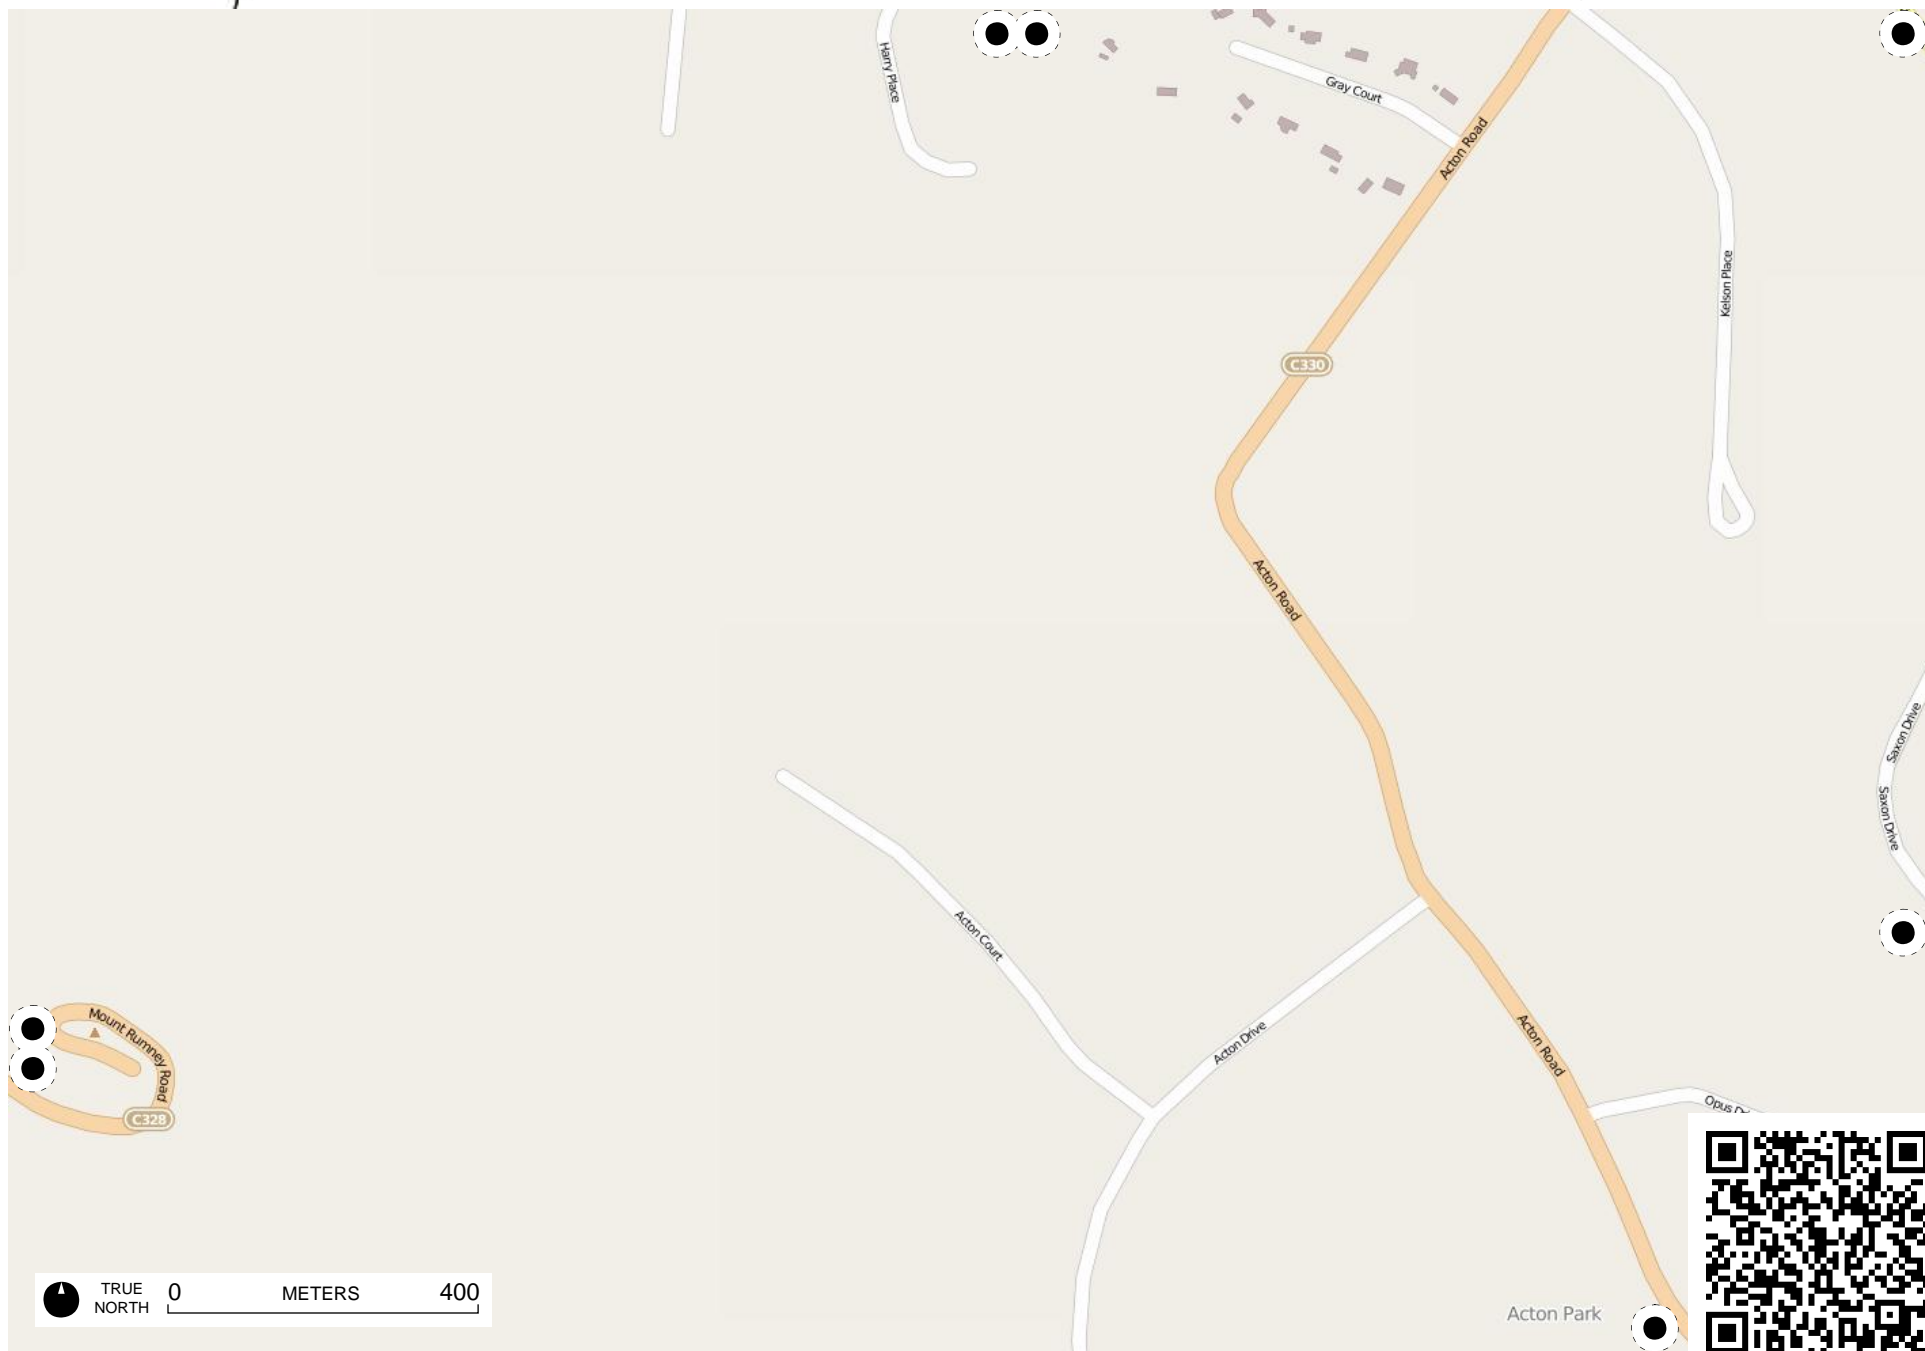 Harry Place
Gray Court
Acton Road
Kelson Place
C330
Acton Road
Saxon Drive
Saxon Drive
Acton Court
Mount Rumney Road
Acton Drive
Acton Road
C328
Opus
TRUE
NORTH
0 METERS 400
Acton Park